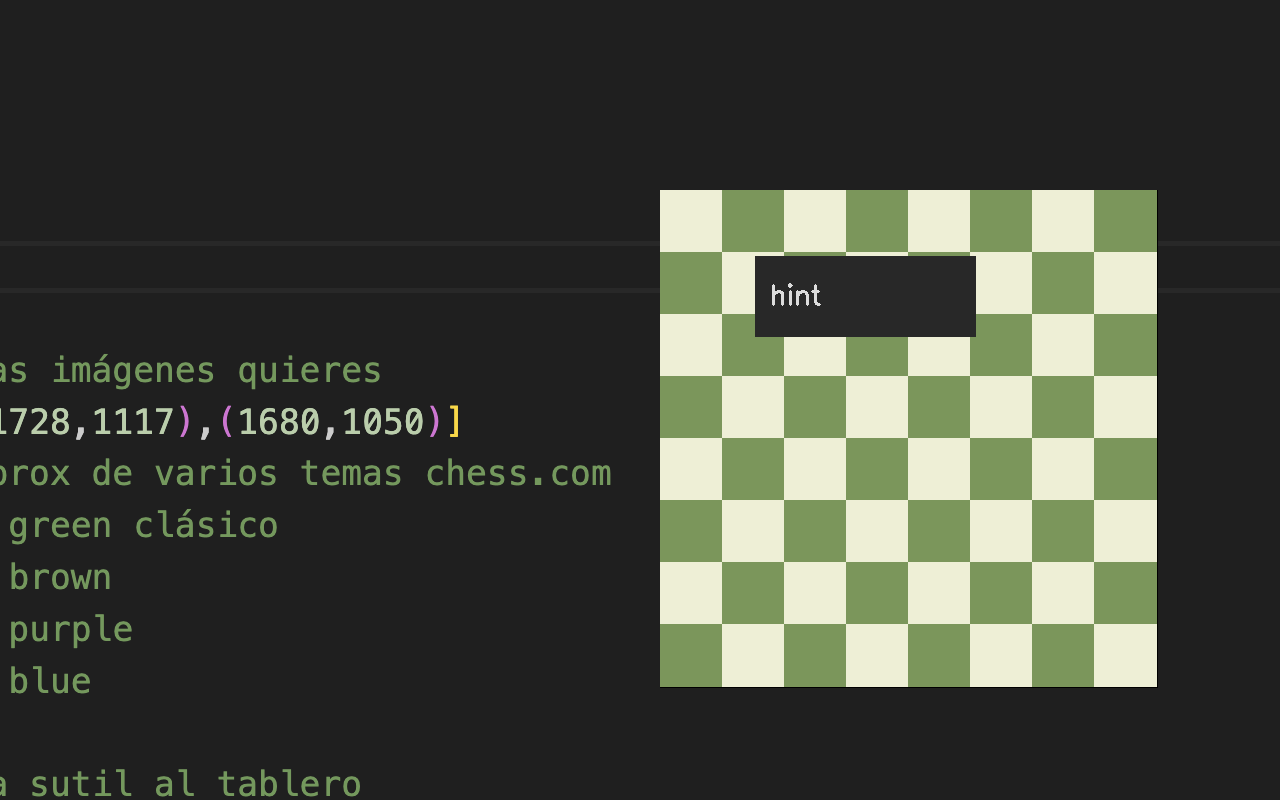 hint
as imágenes quieres
1728,1117),(1680,1050)]
prox de varios temas chess.com
green clásico
brown
purple
blue
a sutil al tablero